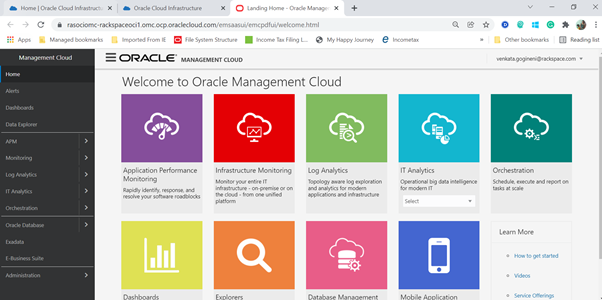 Home | Oracle Cloud Infrastruct
Oracle Cloud Infrastructure
Landing Home - Oracle Manage
rasociomc-rackspaceoci1.omc.ocp.oraclecloud.com/emsaasui/emcpdfui/welcome.html
Apps
Managed bookmarks
Imported From IE
File System Structure
Income Tax Filing I...
My Happy Journey
Incometax
Other bookmarks
Reading list
Management Cloud
ORACLE MANAGEMENT CLOUD
venkata.gogineni@rackspace.com
Home
Alerts
Dashboards
Data Explorer
APM
Monitoring
Log Analytics
IT Analytics
Orchestration
Oracle Database
Exadata
E-Business Suite
Administration
Welcome to Oracle Management Cloud
Application Performance
Monitoring
Rapidly identify, response, and
resolve your software roadblocks
Infrastructure Monitoring
Monitor your entire IT
infrastructure - on-premise or on
the cloud - from one unified
platform
Log Analytics
Topology aware log exploration
and analytics for modern
applications and infrastructure
IT Analytics
Operational big data intelligence
for modern IT
Select
Orchestration
Schedule, execute and report on
tasks at scale
Dashboards
Explorers
Database Management
Mobile Application
Learn More
How to get started
Videos
Service Offerings